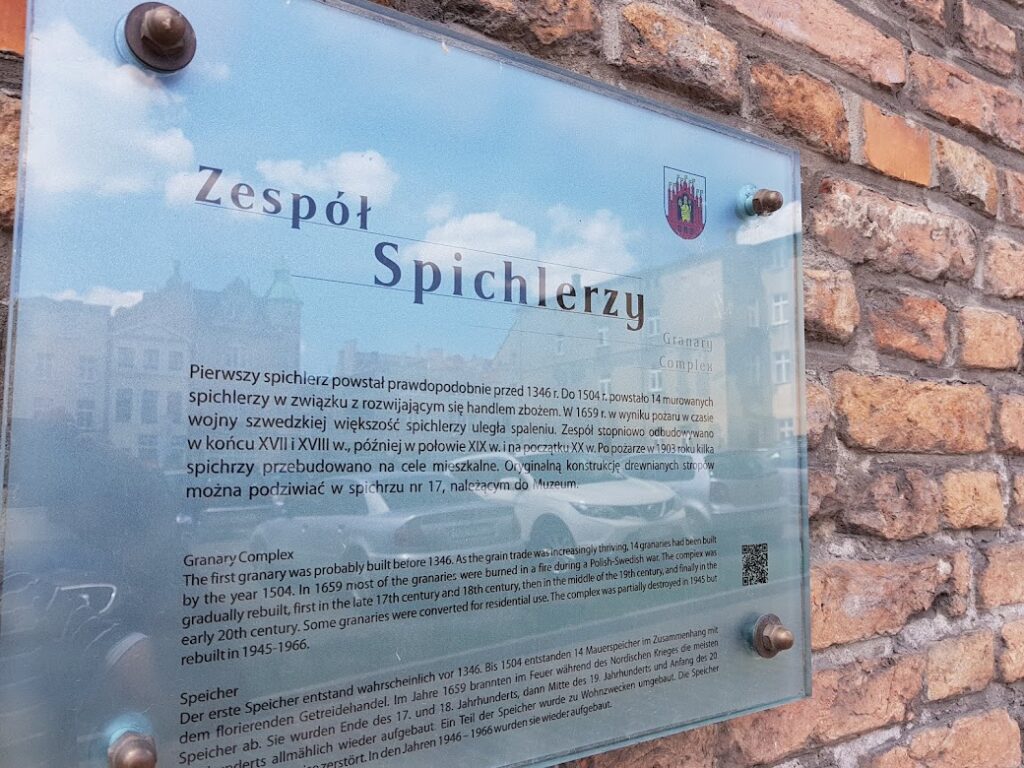 Zespół
Spichlerzy
Granary
Complex
Pierwszy spichlerz powstał prawdopodobnie przed 1346 r. Do 1504 r. powstało 14 murowanych
spichlerzy w związku z rozwijającym się handlem zbożem. W 1659 r. w wyniku pożaru w czasie
wojny szwedzkiej większość spichlerzy uległa spaleniu. Zespół stopniowo odbudowywano
w końcu XVII i XVIII w., później w połowie XIX w. i na początku XX w. Po pożarze w 1903 roku kilka
spichrzy przebudowano na cele mieszkalne. Oryginalną konstrukcję drewnianych stropów
można podziwiać w spichrzu nr 17, należącym do Muzeum.
Granary Complex
The first granary was probably built before 1346. As the grain trade was increasingly thriving, 14 granaries had been built
by the year 1504. In 1659 most of the granaries were burned in a fire during a Polish-Swedish war. The complex was
gradually rebuilt, first in the late 17th century and 18th century, then in the middle of the 19th century, and finally in the
early 20th century. Some granaries were converted for residential use. The complex was partially destroyed in 1945 but
rebuilt in 1945-1966.
Speicher
Der erste Speicher entstand wahrscheinlich vor 1346. Bis 1504 entstanden 14 Mauerspeicher im Zusammenhang mit
dem florierenden Getreidehandel. Im Jahre 1659 brannten im Feuer während des Nordischen Krieges die meisten
Speicher ab. Sie wurden Ende des 17. und 18. Jahrhunderts, dann Mitte des 19. Jahrhunderts und Anfang des 20.
allmählich wieder aufgebaut. Ein Teil der Speicher wurde zu Wohnzwecken umgebaut. Die Speicher
zerstört. In den Jahren 1946 – 1966 wurden sie wieder aufgebaut.